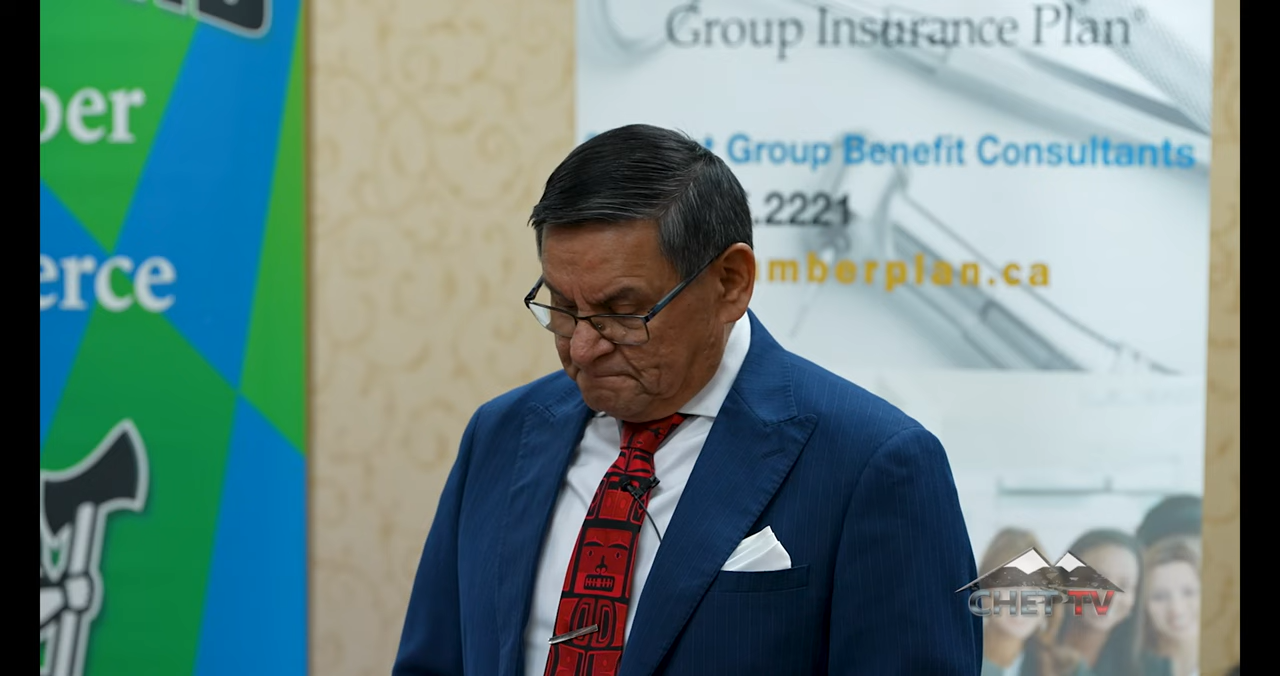 ber
erce
Group Insurance Plan®
t Group Benefit Consultants
.2221
mberplan.ca
CHET TV